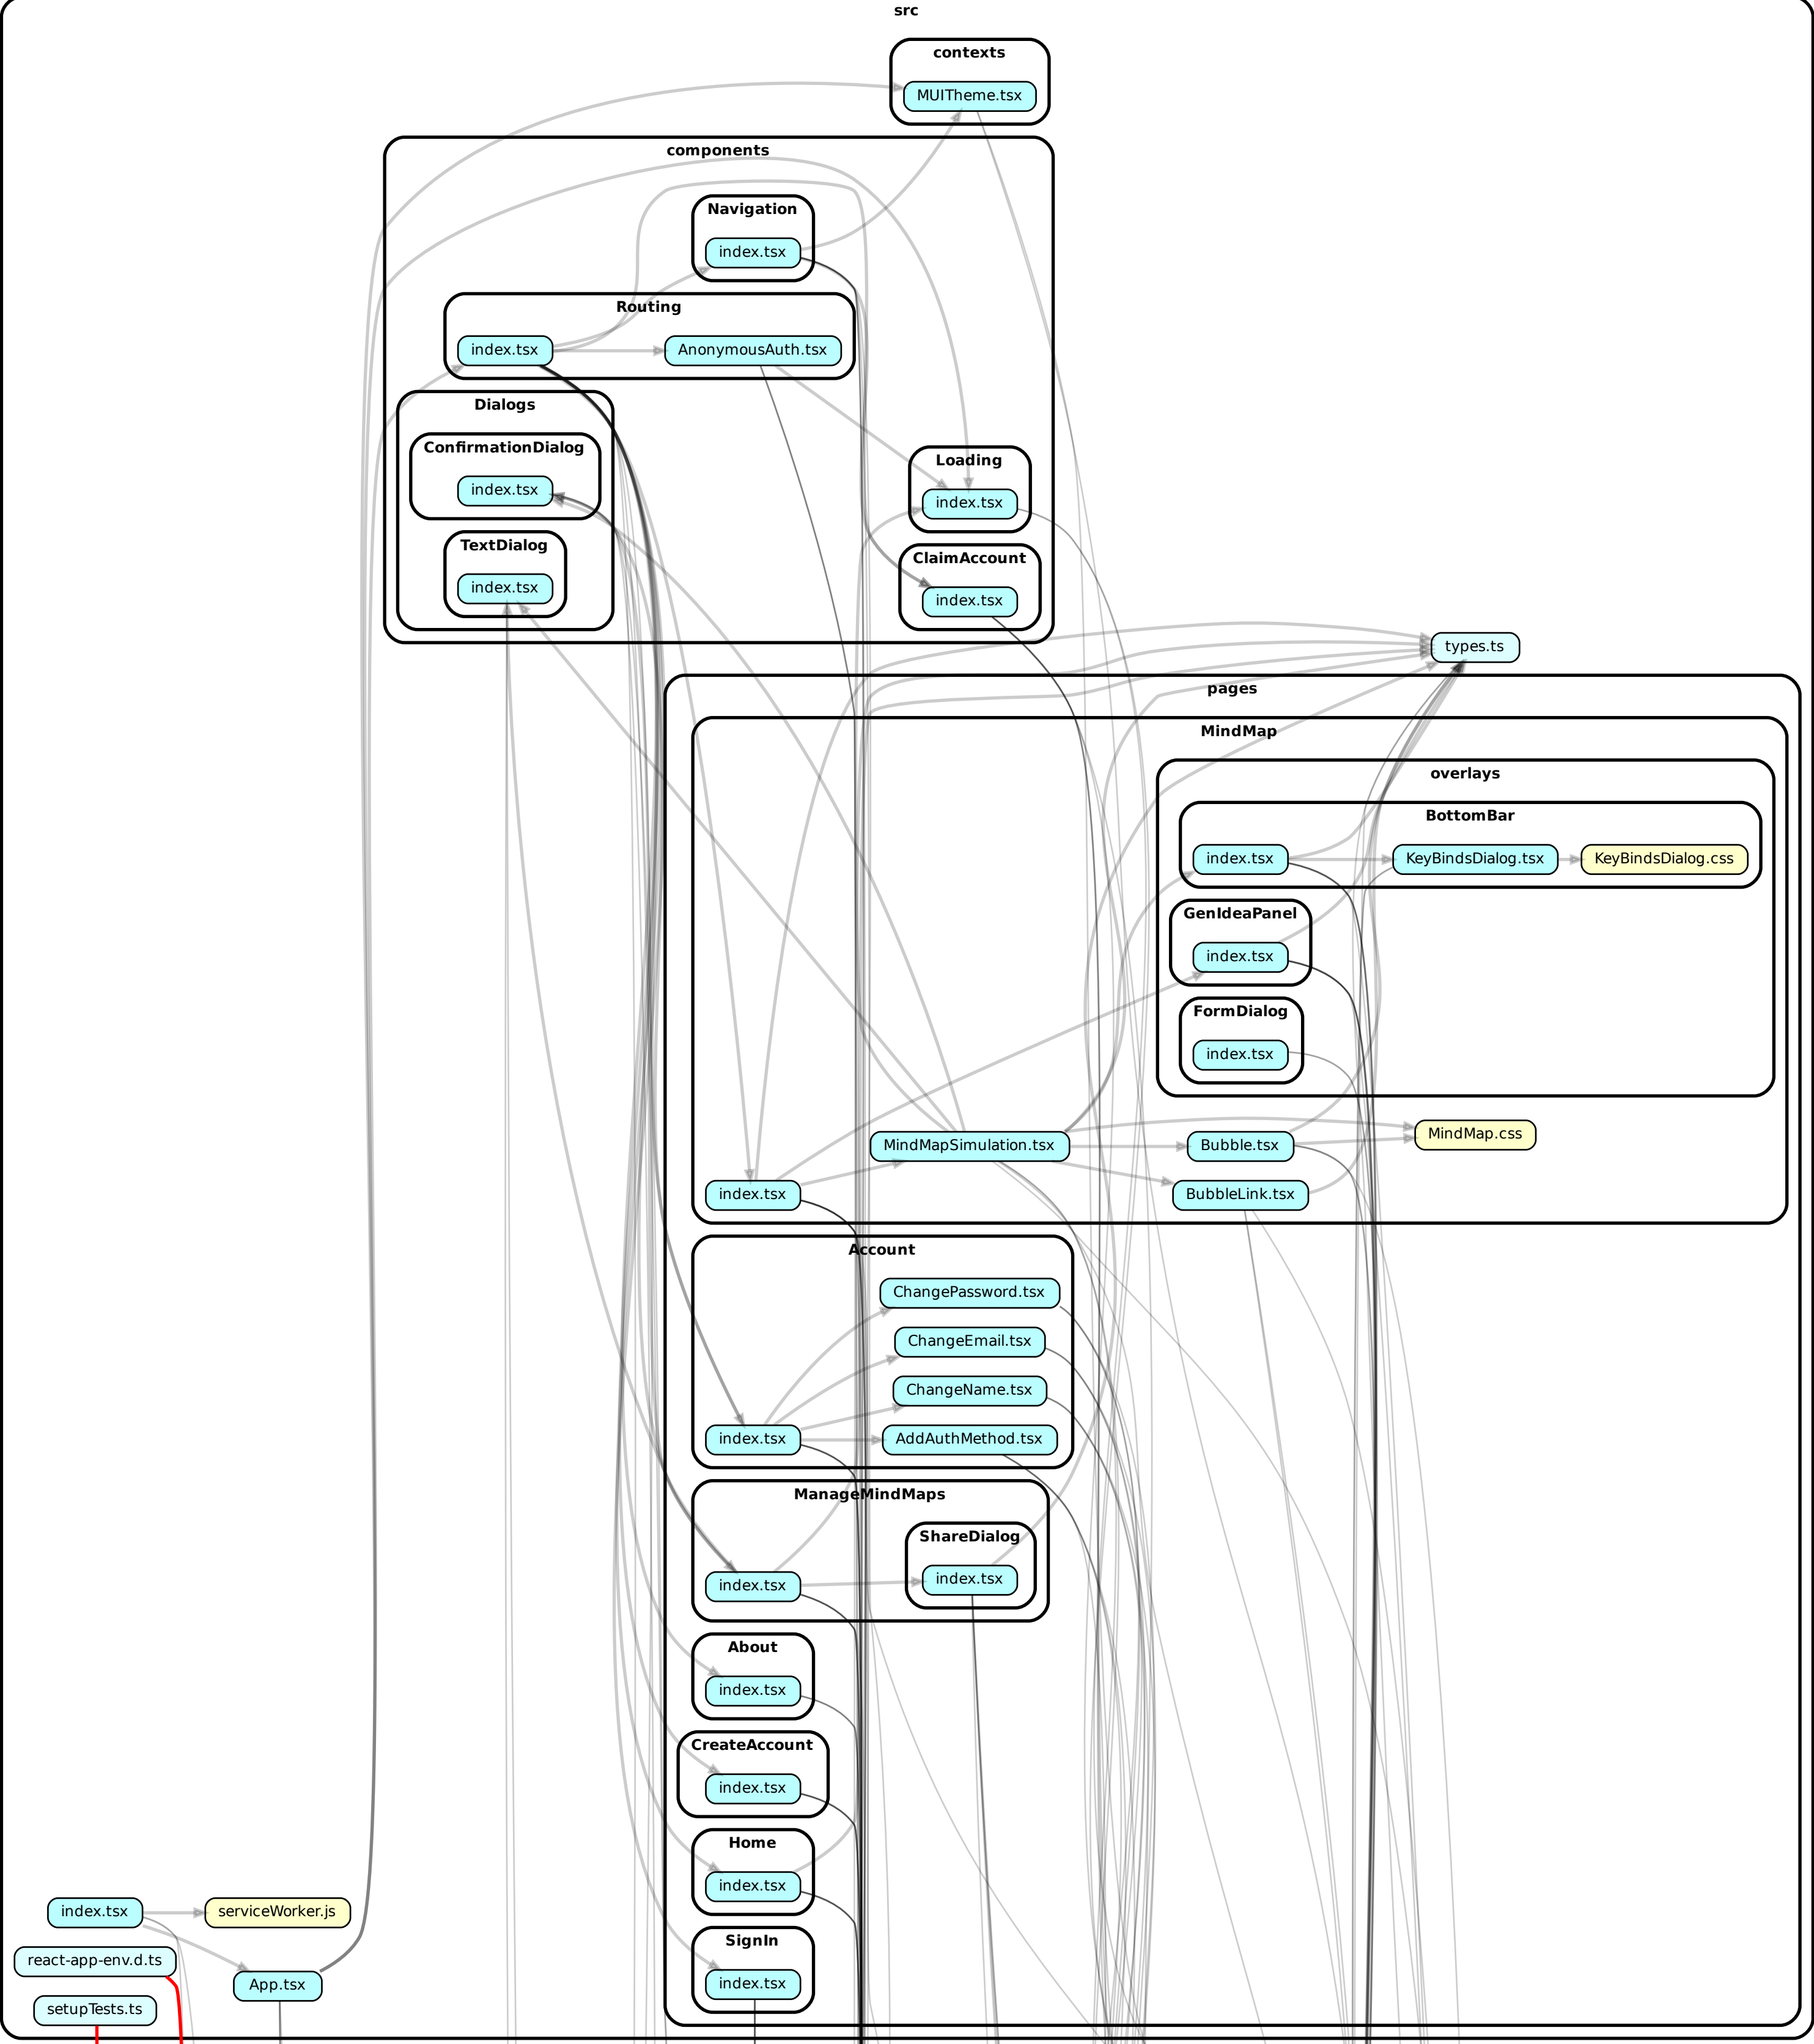 src
contexts
MUITheme.tsx
components
Navigation
index.tsx
Routing
index.tsx
AnonymousAuth.tsx
Dialogs
ConfirmationDialog
index.tsx
TextDialog
index.tsx
Loading
index.tsx
ClaimAccount
index.tsx
types.ts
pages
MindMap
overlays
BottomBar
index.tsx
KeyBindsDialog.tsx
KeyBindsDialog.css
GenIdeaPanel
index.tsx
FormDialog
index.tsx
MindMapSimulation.tsx
Bubble.tsx
MindMap.css
index.tsx
BubbleLink.tsx
Account
ChangePassword.tsx
ChangeEmail.tsx
ChangeName.tsx
index.tsx
AddAuthMethod.tsx
ManageMindMaps
ShareDialog
index.tsx
index.tsx
About
index.tsx
CreateAccount
index.tsx
Home
index.tsx
SignIn
index.tsx
index.tsx
serviceWorker.js
react-app-env.d.ts
App.tsx
setupTests.ts